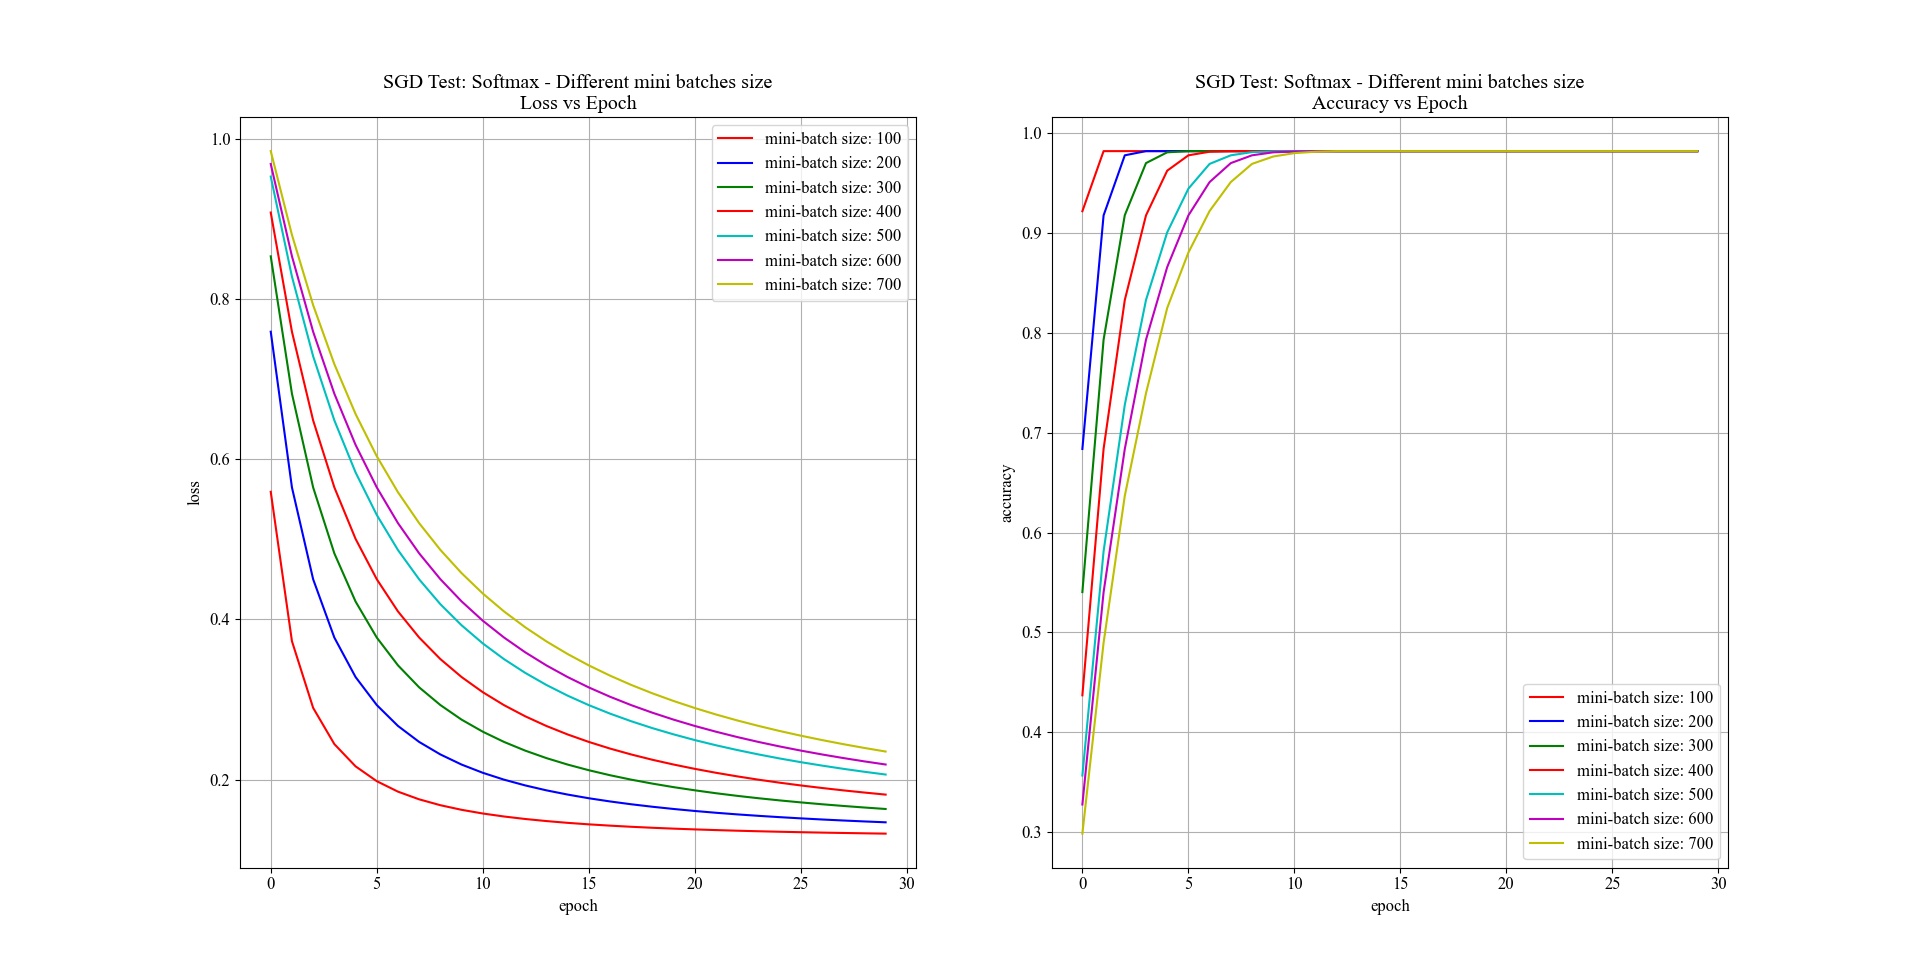 SGD Test: Softmax - Different mini batches size
Loss vs Epoch
1.0
0.8
0.6
0.4
0.2
loss
0
5
10
15
20
25
30
epoch
mini-batch size: 100
mini-batch size: 200
mini-batch size: 300
mini-batch size: 400
mini-batch size: 500
mini-batch size: 600
mini-batch size: 700
SGD Test: Softmax - Different mini batches size
Accuracy vs Epoch
1.0
0.9
0.8
0.7
0.6
0.5
0.4
0.3
accuracy
0
5
10
15
20
25
30
epoch
mini-batch size: 100
mini-batch size: 200
mini-batch size: 300
mini-batch size: 400
mini-batch size: 500
mini-batch size: 600
mini-batch size: 700